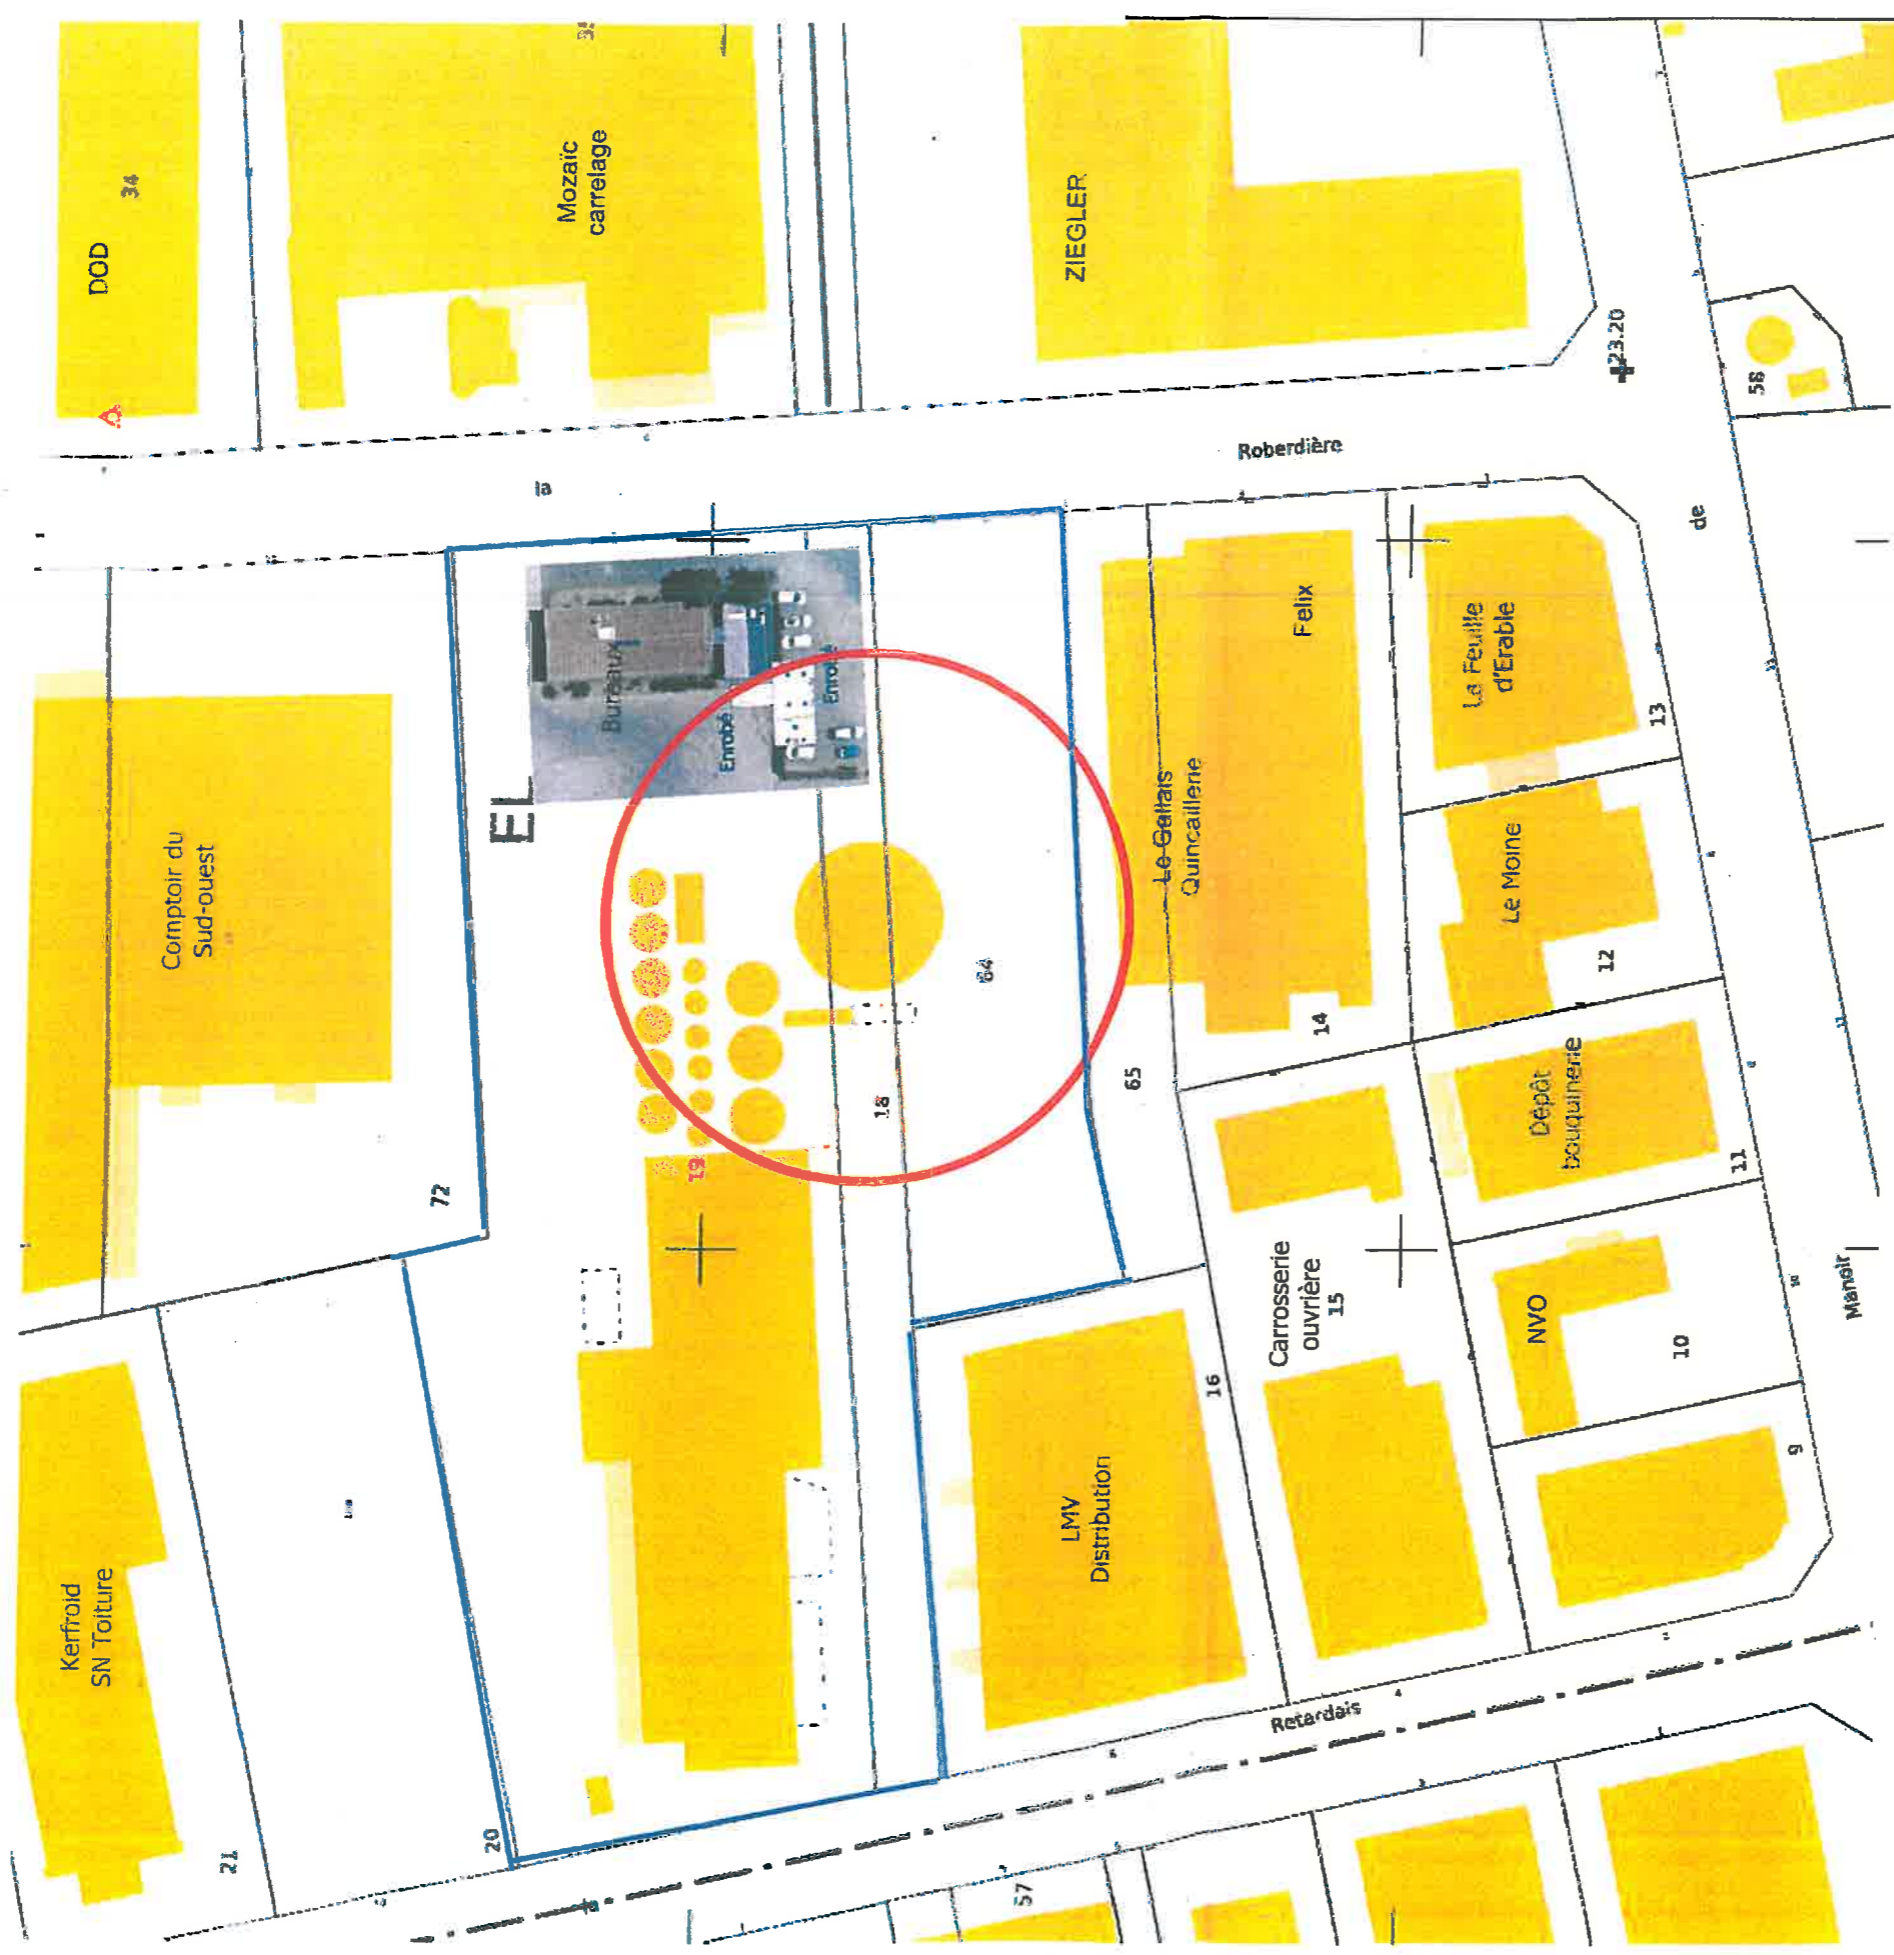 DOD
34
Mozaïc
carrelage
ZIEGLER
23.20
58
Roberdière
la
de
Bureaux
Enrobé
Enrobé
EL
Comptoir du
Sud-ouest
72
19
18
64
65
Le Gallais
Quincaillerie
Felix
14
La Feuille
d'Erable
13
Le Moine
12
Dépôt
bouquinerie
11
NVO
10
9
Manoir
Carrosserie
ouvrière
15
16
LMV
Distribution
Retardais
Kerfroid
SN Toiture
21
20
57